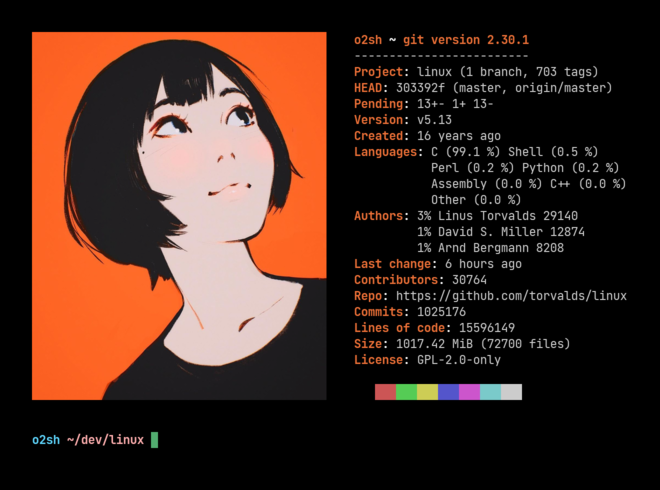 o2sh ~ git version 2.30.1
-------------------------
Project: linux (1 branch, 703 tags)
HEAD: 303392f (master, origin/master)
Pending: 13+- 1+ 13-
Version: v5.13
Created: 16 years ago
Languages: C (99.1 %) Shell (0.5 %)
Perl (0.2 %) Python (0.2 %)
Assembly (0.0 %) C++ (0.0 %)
Other (0.0 %)
Authors: 3% Linus Torvalds 29140
1% David S. Miller 12874
1% Arnd Bergmann 8208
Last change: 6 hours ago
Contributors: 30764
Repo: https://github.com/torvalds/linux
Commits: 1025176
Lines of code: 15596149
Size: 1017.42 MiB (72700 files)
License: GPL-2.0-only
o2sh ~/dev/linux